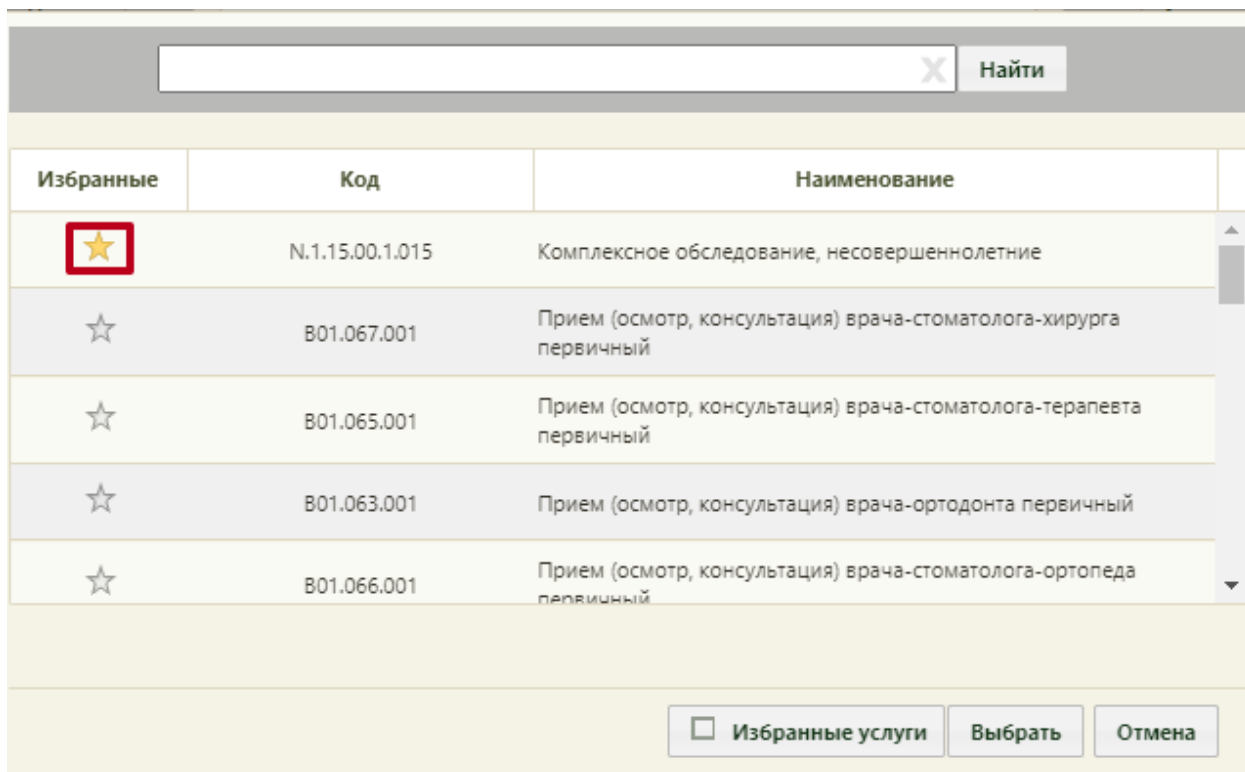 Найти
Избранные Код Наименование
N.1.15.00.1.015 Комплексное обследование, несовершеннолетние
B01.067.001 Прием (осмотр, консультация) врача-стоматолога-хирурга
первичный
B01.065.001 Прием (осмотр, консультация) врача-стоматолога-терапевта
первичный
B01.063.001 Прием (осмотр, консультация) врача-ортодонта первичный
B01.066.001 Прием (осмотр, консультация) врача-стоматолога-ортопеда
первичный
Избранные услуги Выбрать Отмена